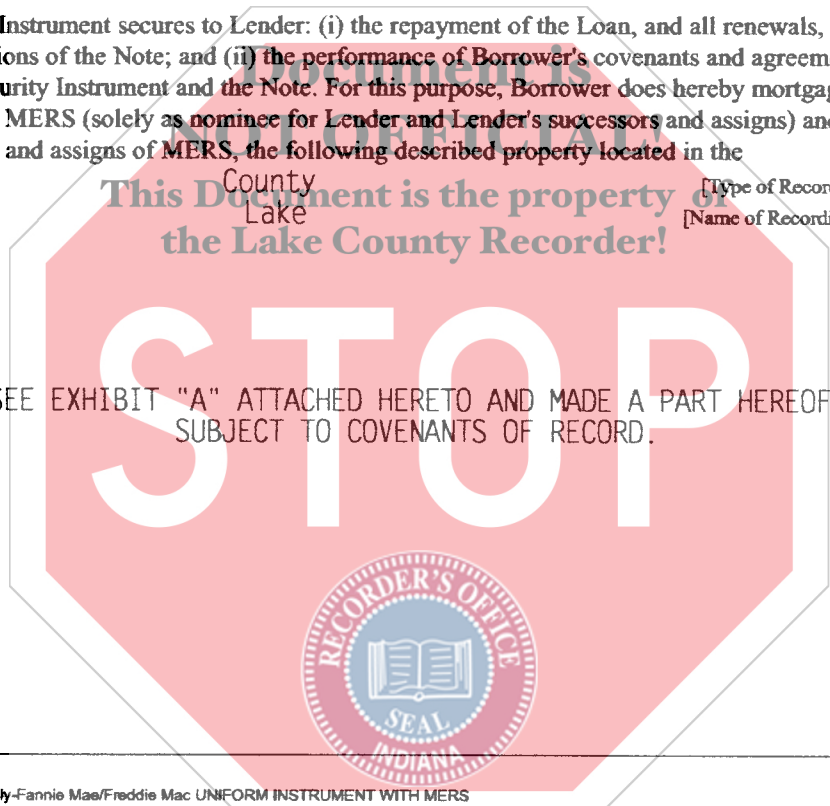 Instrument secures to Lender: (i) the repayment of the Loan, and all renewals,
ions of the Note; and (ii) the performance of Borrower's covenants and agreem
urity Instrument and the Note. For this purpose, Borrower does hereby mortgag
MERS (solely as nominee for Lender and Lender's successors and assigns) and
and assigns of MERS, the following described property located in the
Document is
NOT OFFICIAL!
County [Type of Record
This Document is the property of
Lake [Name of Recordi
the Lake County Recorder!
STOP
SEE EXHIBIT "A" ATTACHED HERETO AND MADE A PART HEREOF
SUBJECT TO COVENANTS OF RECORD.
RECORDER'S OFFICE
SEAL
INDIANA
ly-Fannie Mae/Freddie Mac UNIFORM INSTRUMENT WITH MERS